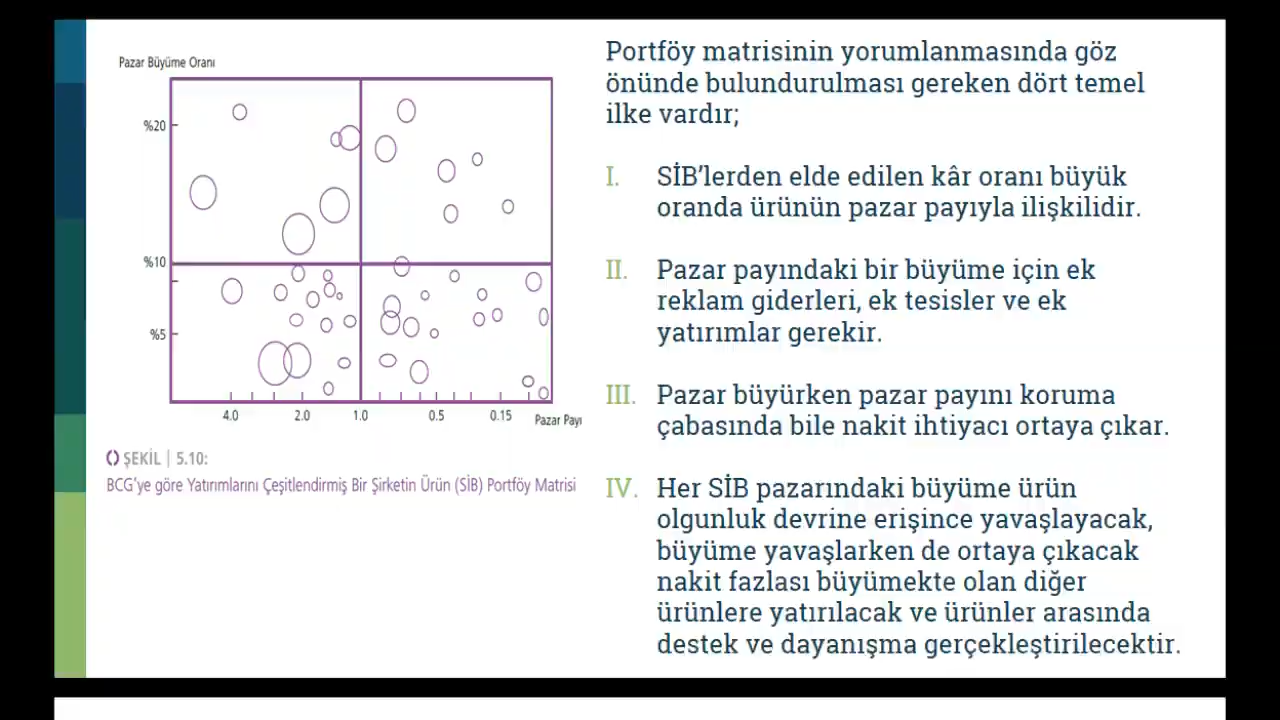 Pazar Büyüme Oranı
%20
%10
%5
4.0 2.0 1.0 0.5 0.15 Pazar Payı
ŞEKİL | 5.10:
BCG'ye göre Yatırımlarını Çeşitlendirmiş Bir Şirketin Ürün (SİB) Portföy Matrisi
Portföy matrisinin yorumlanmasında göz
önünde bulundurulması gereken dört temel
ilke vardır;
I. SİB'lerden elde edilen kâr oranı büyük
oranda ürünün pazar payıyla ilişkilidir.
II. Pazar payındaki bir büyüme için ek
reklam giderleri, ek tesisler ve ek
yatırımlar gerekir.
III. Pazar büyürken pazar payını koruma
çabasında bile nakit ihtiyacı ortaya çıkar.
IV. Her SİB pazarındaki büyüme ürün
olgunluk devrine erişince yavaşlayacak,
büyüme yavaşlarken de ortaya çıkacak
nakit fazlası büyümekte olan diğer
ürünlere yatırılacak ve ürünler arasında
destek ve dayanışma gerçekleştirilecektir.